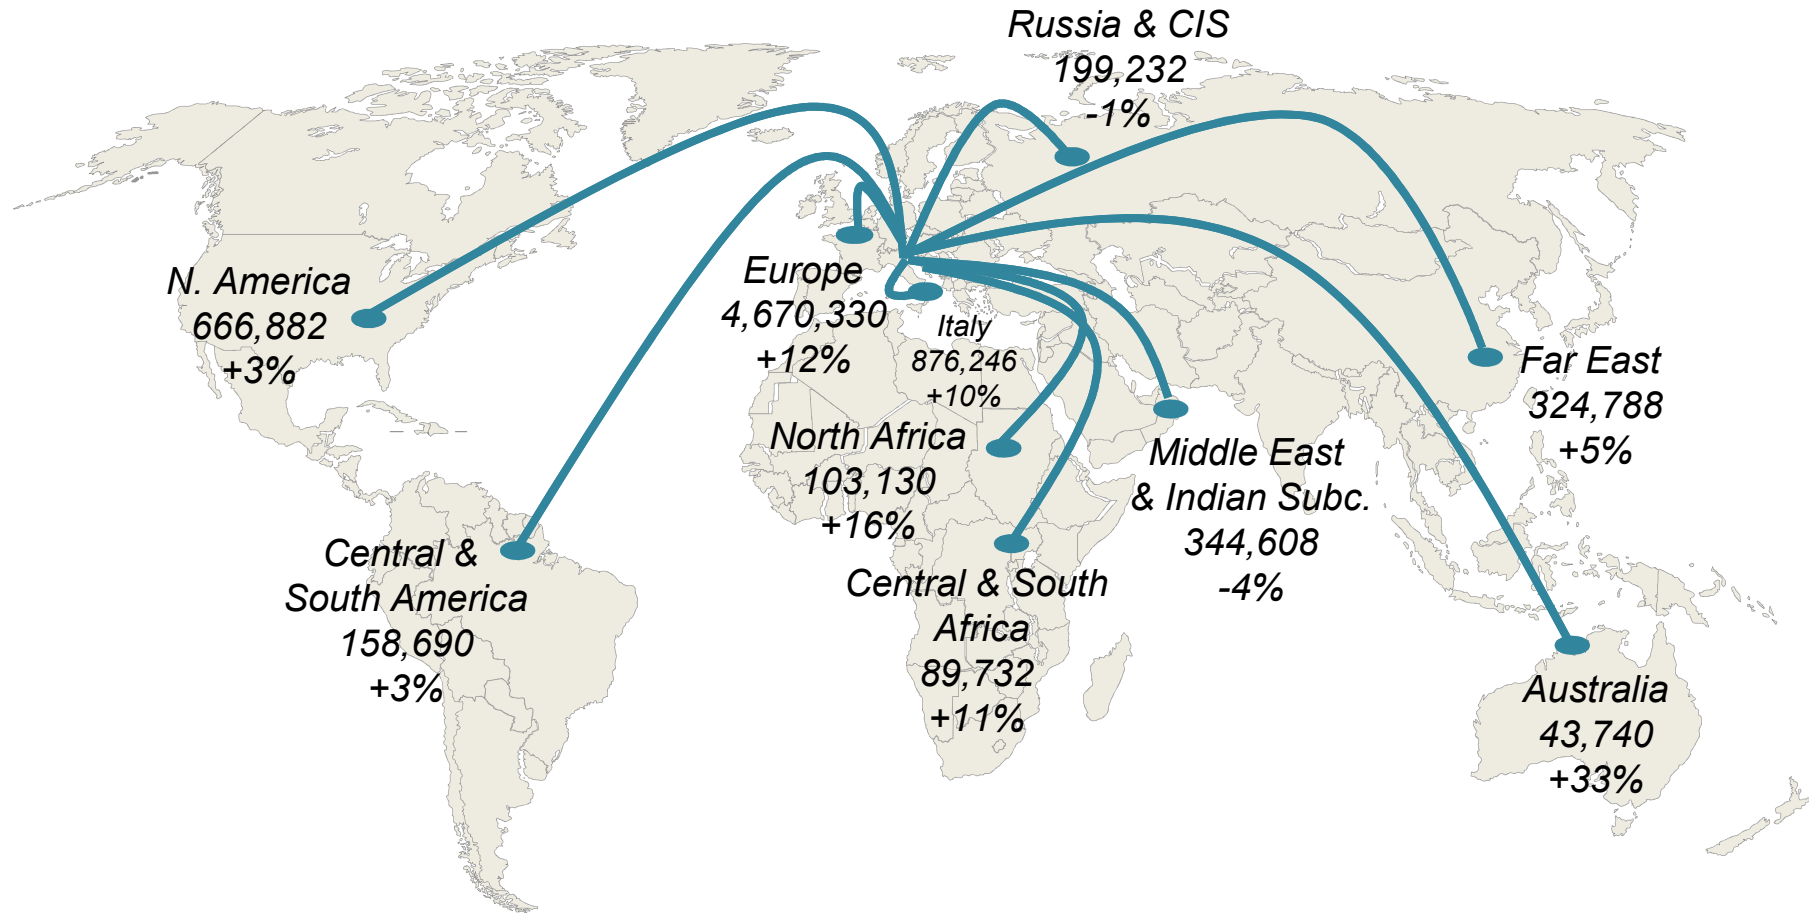 Russia & CIS
199,232
-1%
N. America
666,882
+3%
Europe
4,670,330
+12%
Italy
876,246
+10%
Far East
324,788
+5%
North Africa
103,130
+16%
Middle East
& Indian Subc.
344,608
-4%
Central &
South America
158,690
+3%
Central & South
Africa
89,732
+11%
Australia
43,740
+33%